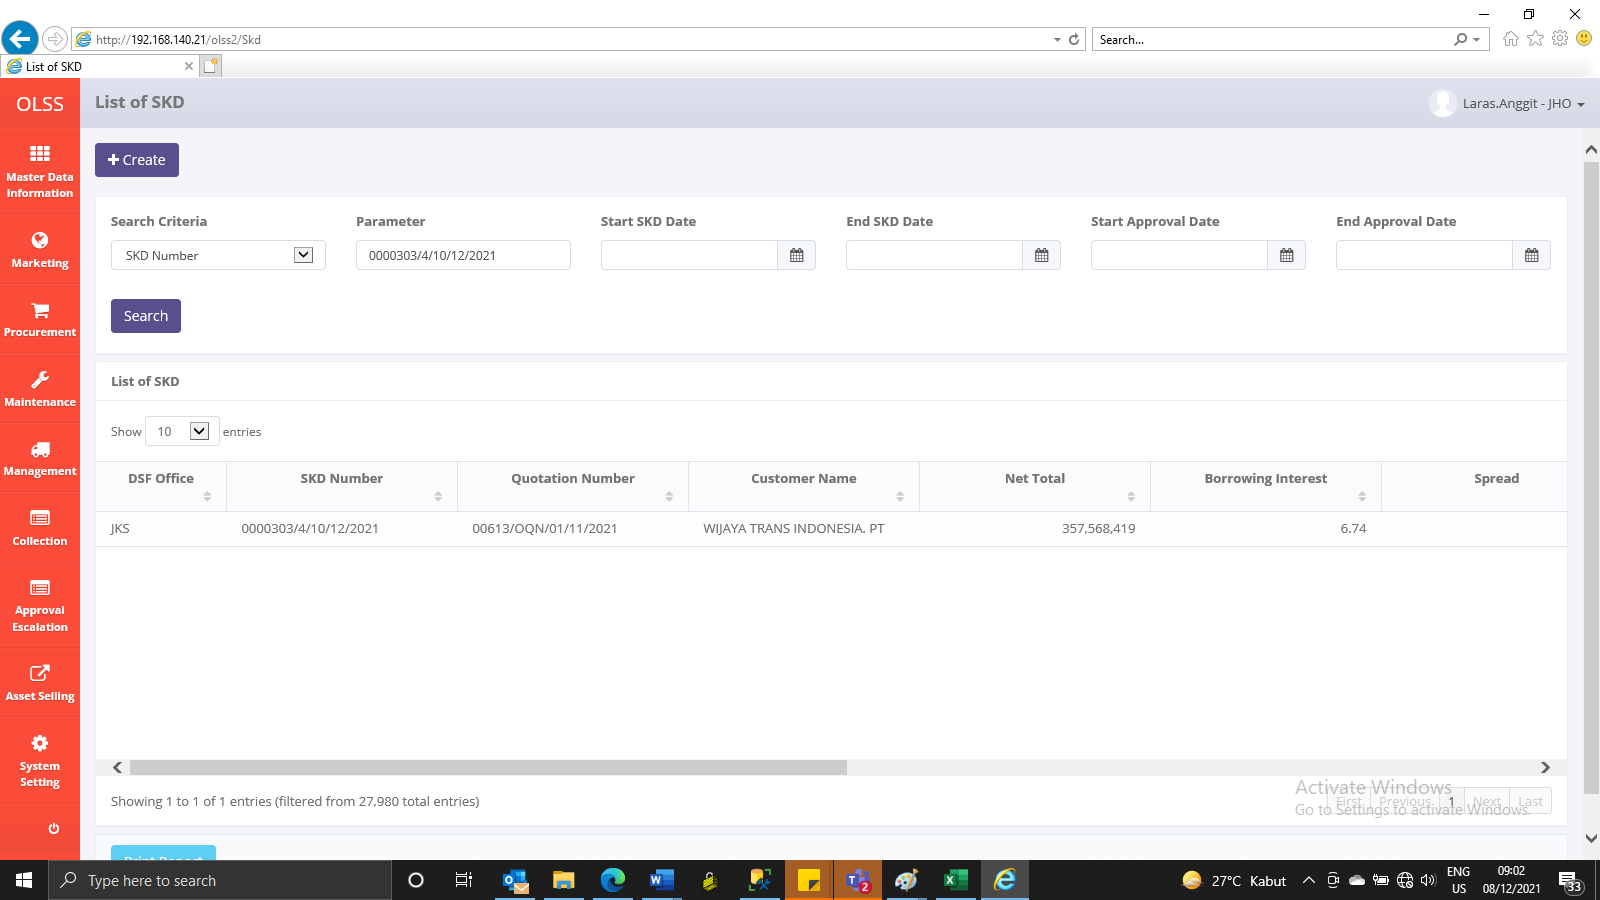 http://192.168.140.21/olss2/Skd
Search...
List of SKD
OLSS
List of SKD
Laras.Anggit - JHO
Master Data
Information
Marketing
Procurement
Maintenance
Management
Collection
Approval
Escalation
Asset Selling
System
Setting
Create
Search Criteria
Parameter
Start SKD Date
End SKD Date
Start Approval Date
End Approval Date
SKD Number
0000303/4/10/12/2021
Search
List of SKD
Show 10 entries
DSF Office
SKD Number
Quotation Number
Customer Name
Net Total
Borrowing Interest
Spread
JKS
0000303/4/10/12/2021
00613/OQN/01/11/2021
WIJAYA TRANS INDONESIA. PT
357,568,419
6.74
Showing 1 to 1 of 1 entries (filtered from 27,980 total entries)
First
Previous
1
Next
Last
Activate Windows
Go to Settings to activate Windows.
Print Report
Type here to search
2
27°C Kabut
ENG
US
09:02
08/12/2021
33